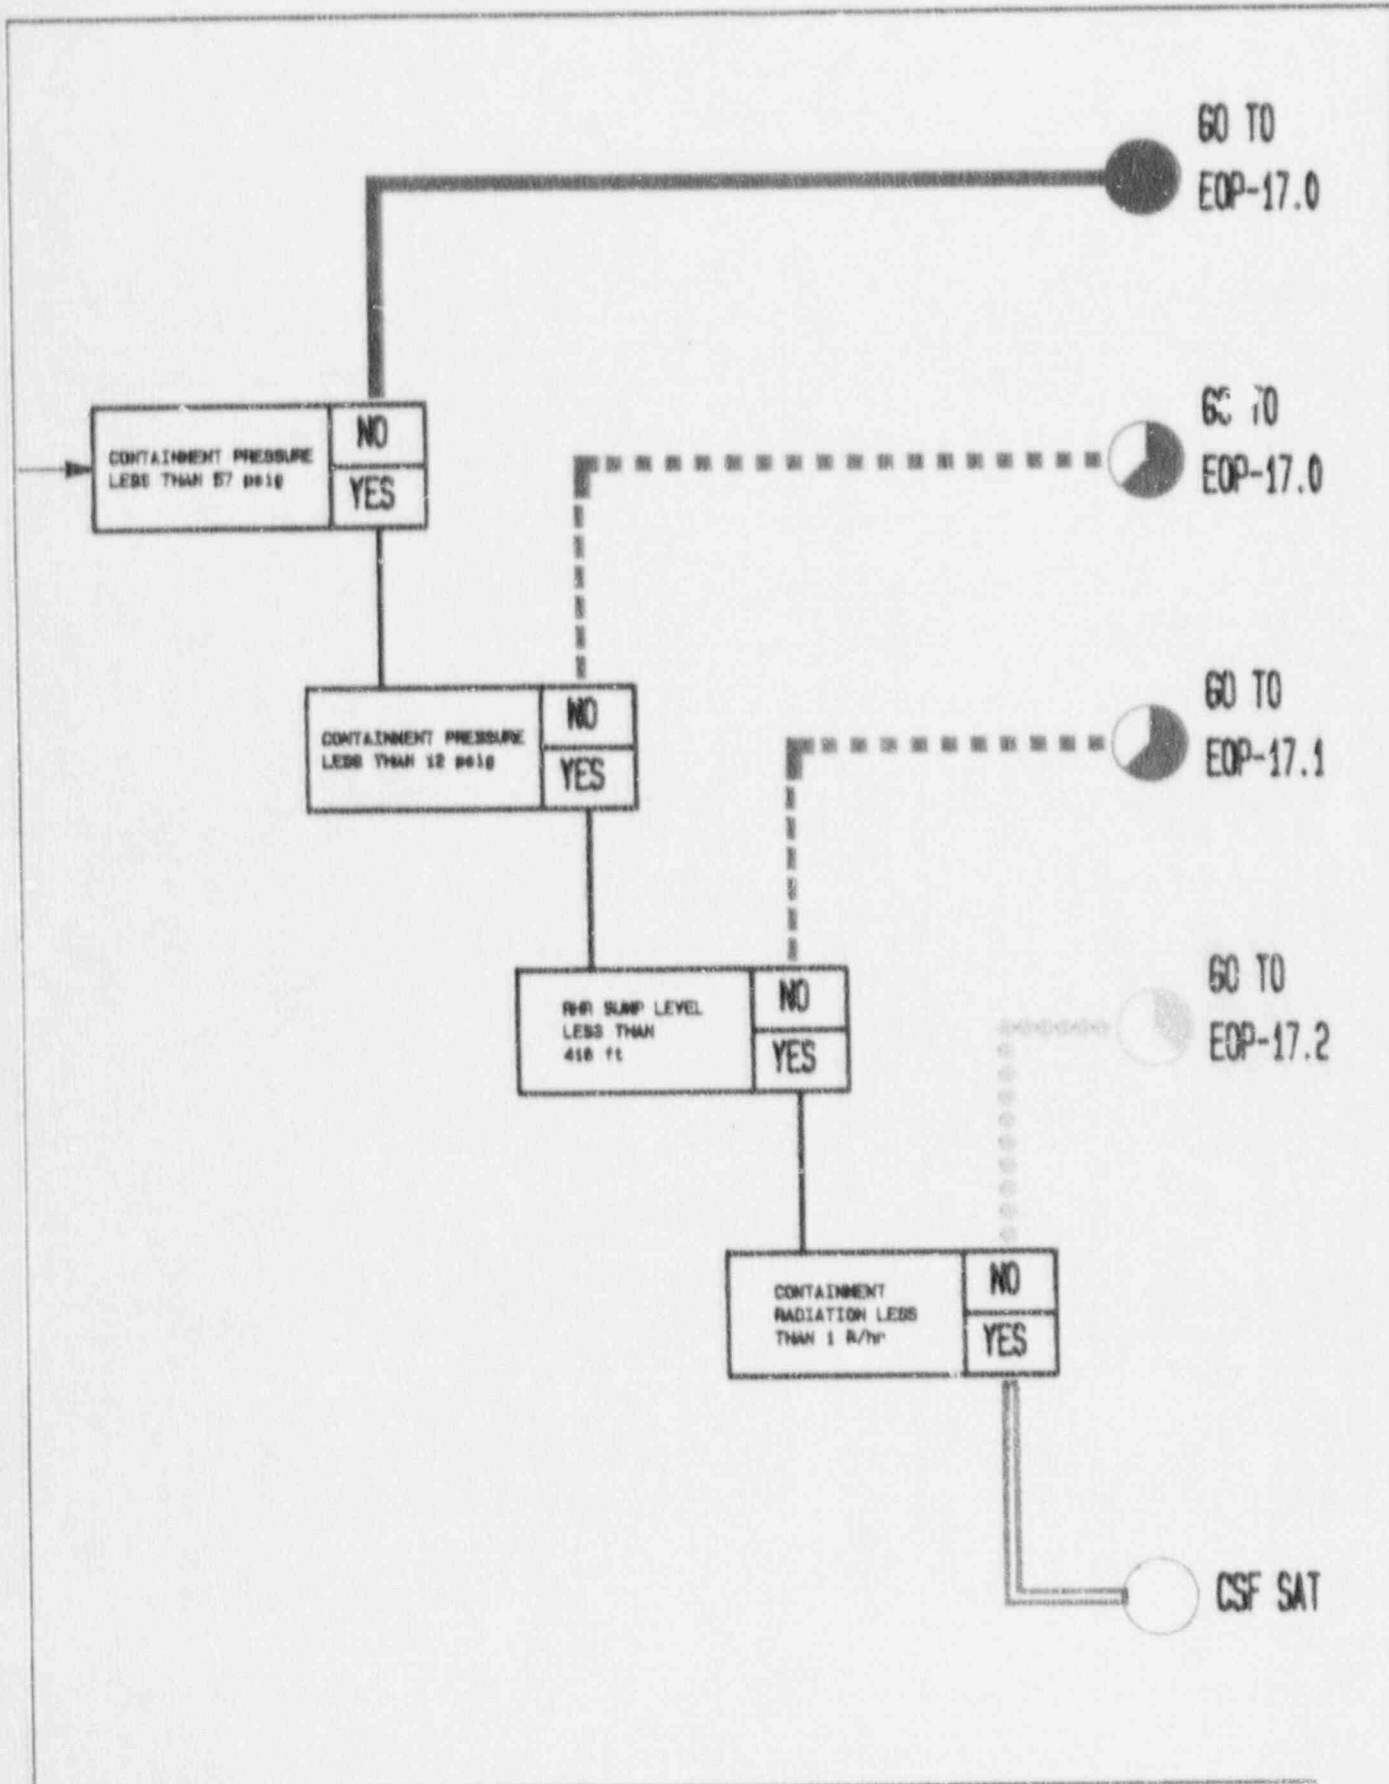 GO TO
EOP-17.0
CONTAINMENT PRESSURE
LESS THAN 57 psig
NO
YES
GO TO
EOP-17.0
CONTAINMENT PRESSURE
LESS THAN 12 psig
NO
YES
GO TO
EOP-17.1
RHR SUMP LEVEL
LESS THAN
ft
NO
YES
GO TO
EOP-17.2
CONTAINMENT
RADIATION LESS
THAN 1 R/hr
NO
YES
CSF SAT